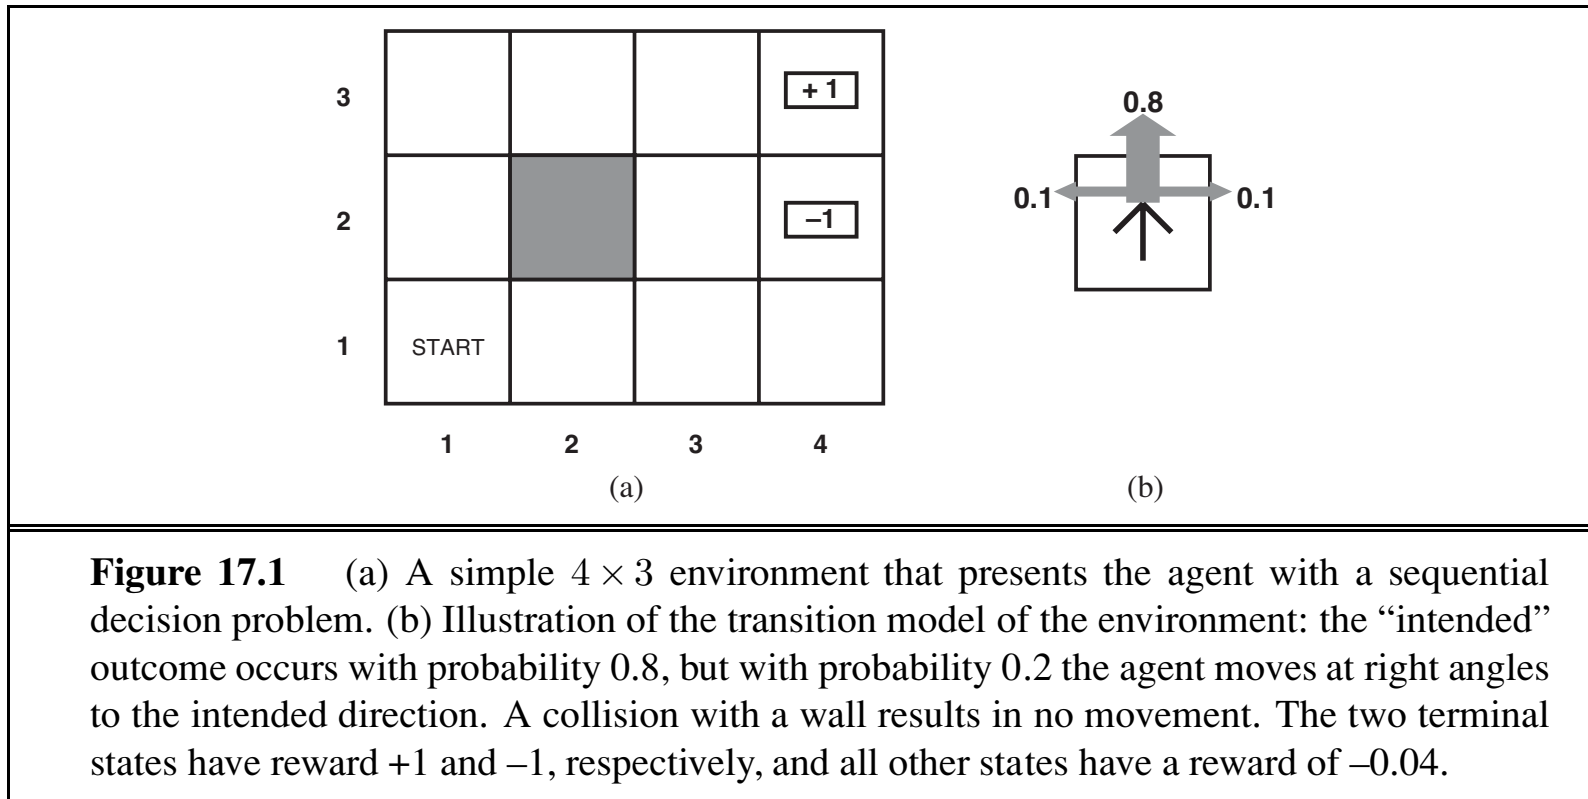 3
+ 1
0.8
2
–1
0.1
0.1
1
START
1
2
3
4
(a)
(b)
Figure 17.1 (a) A simple 4 × 3 environment that presents the agent with a sequential
decision problem. (b) Illustration of the transition model of the environment: the “intended”
outcome occurs with probability 0.8, but with probability 0.2 the agent moves at right angles
to the intended direction. A collision with a wall results in no movement. The two terminal
states have reward +1 and –1, respectively, and all other states have a reward of –0.04.